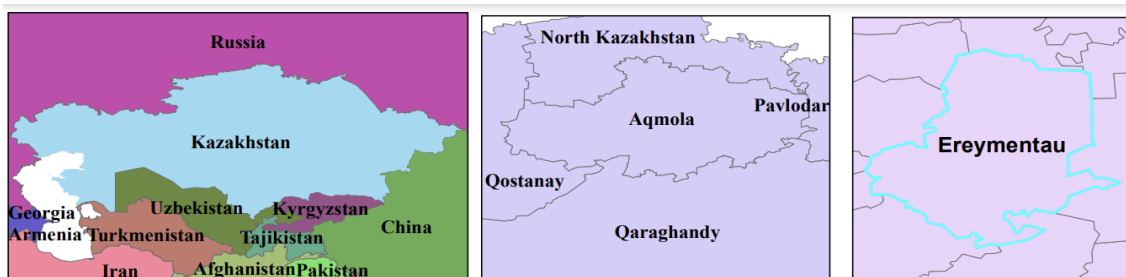 Russia
Kazakhstan
Uzbekistan
Kyrgyzstan
Georgia
Armenia
Turkmenistan
Tajikistan
China
Iran
Afghanistan
Pakistan
North Kazakhstan
Pavlodar
Aqmola
Qostanay
Qaraghandy
Ereymentau